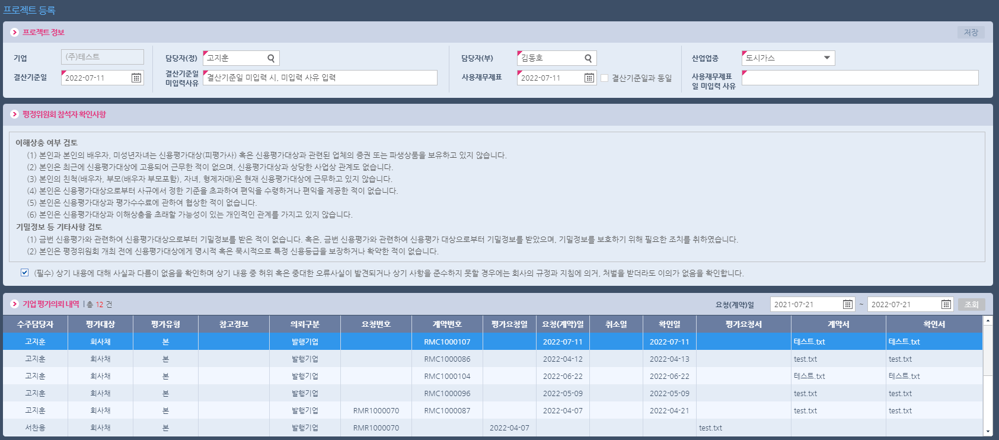 프로젝트 등록
프로젝트 정보 저장
기업 (주)테스트 담당자(정) 고지훈 담당자(부) 김동호 산업업종 도시가스
결산기준일 2022-07-11 결산기준일 미입력사유 결산기준일 미입력 시, 미입력 사유 입력 사용재무제표 2022-07-11 결산기준일과 동일 사용재무제표일 미입력 사유
평정위원회 참석자 확인사항
이해상충 여부 검토
(1) 본인과 본인의 배우자, 미성년자녀는 신용평가대상(피평가사) 혹은 신용평가대상과 관련된 업체의 증권 또는 파생상품을 보유하고 있지 않습니다.
(2) 본인은 최근에 신용평가대상에 고용되어 근무한 적이 없으며, 신용평가대상과 상당한 사업상 관계도 없습니다.
(3) 본인의 친척(배우자, 부모(배우자 부모포함), 자녀, 형제자매)은 현재 신용평가대상에 근무하고 있지 않습니다.
(4) 본인은 신용평가대상으로부터 사규에서 정한 기준을 초과하여 편익을 수령하거나 편익을 제공한 적이 없습니다.
(5) 본인은 신용평가대상과 평가수수료에 관하여 협상한 적이 없습니다.
(6) 본인은 신용평가대상과 이해상충을 초래할 가능성이 있는 개인적인 관계를 가지고 있지 않습니다.
기밀정보 등 기타사항 검토
(1) 금번 신용평가와 관련하여 신용평가대상으로부터 기밀정보를 받은 적이 없습니다. 혹은, 금번 신용평가와 관련하여 신용평가 대상으로부터 기밀정보를 받았으며, 기밀정보를 보호하기 위해 필요한 조치를 취하였습니다.
(2) 본인은 평정위원회 개최 전에 신용평가대상에게 명시적 혹은 묵시적으로 특정 신용등급을 보장하거나 확약한 적이 없습니다.
(필수) 상기 내용에 대해 사실과 다름이 없음을 확인하며 상기 내용 중 허위 혹은 중대한 오류사실이 발견되거나 상기 사항을 준수하지 못할 경우에는 회사의 규정과 지침에 의거, 처벌을 받더라도 이의가 없음을 확인합니다.
기업 평가의뢰 내역 | 총 12 건 요청(계약)일 2021-07-21 ~ 2022-07-21 조회
수주담당자 평가대상 평가유형 참고정보 의뢰구분 요청번호 계약번호 평가요청일 요청(계약)일 취소일 확인일 평가요청서 계약서 확인서
고지훈 회사채 본 발행기업 RMC1000107 2022-07-11 2022-07-11 테스트.txt 테스트.txt
고지훈 회사채 본 발행기업 RMC1000086 2022-04-12 2022-04-13 test.txt test.txt
고지훈 회사채 본 발행기업 RMC1000104 2022-06-22 2022-06-22 테스트.txt 테스트.txt
고지훈 회사채 본 발행기업 RMC1000096 2022-05-09 2022-05-09 test.txt test.txt
고지훈 회사채 본 발행기업 RMR1000070 RMC1000087 2022-04-07 2022-04-21 test.txt test.txt
서찬용 회사채 본 발행기업 RMR1000070 2022-04-07 test.txt